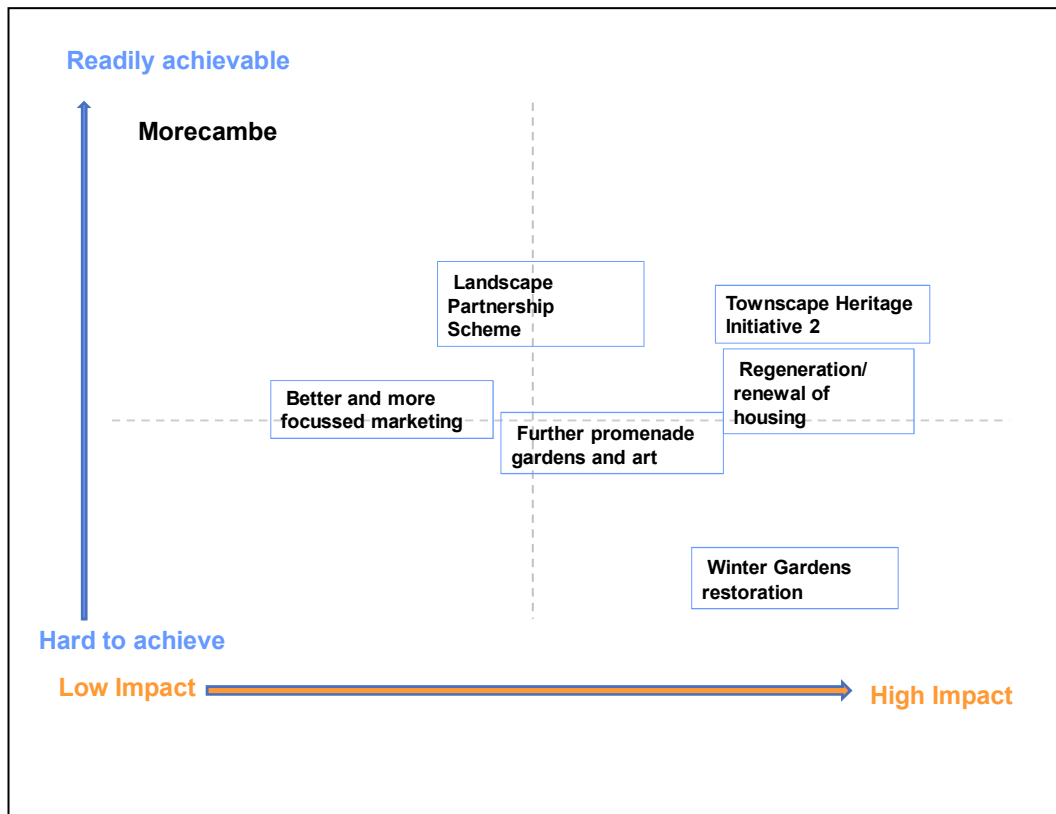 Readily achievable
Morecambe
Landscape
Partnership
Scheme
Townscape Heritage
Initiative 2
Regeneration/
renewal of
housing
Better and more
focussed marketing
Further promenade
gardens and art
Winter Gardens
restoration
Hard to achieve
Low Impact
High Impact